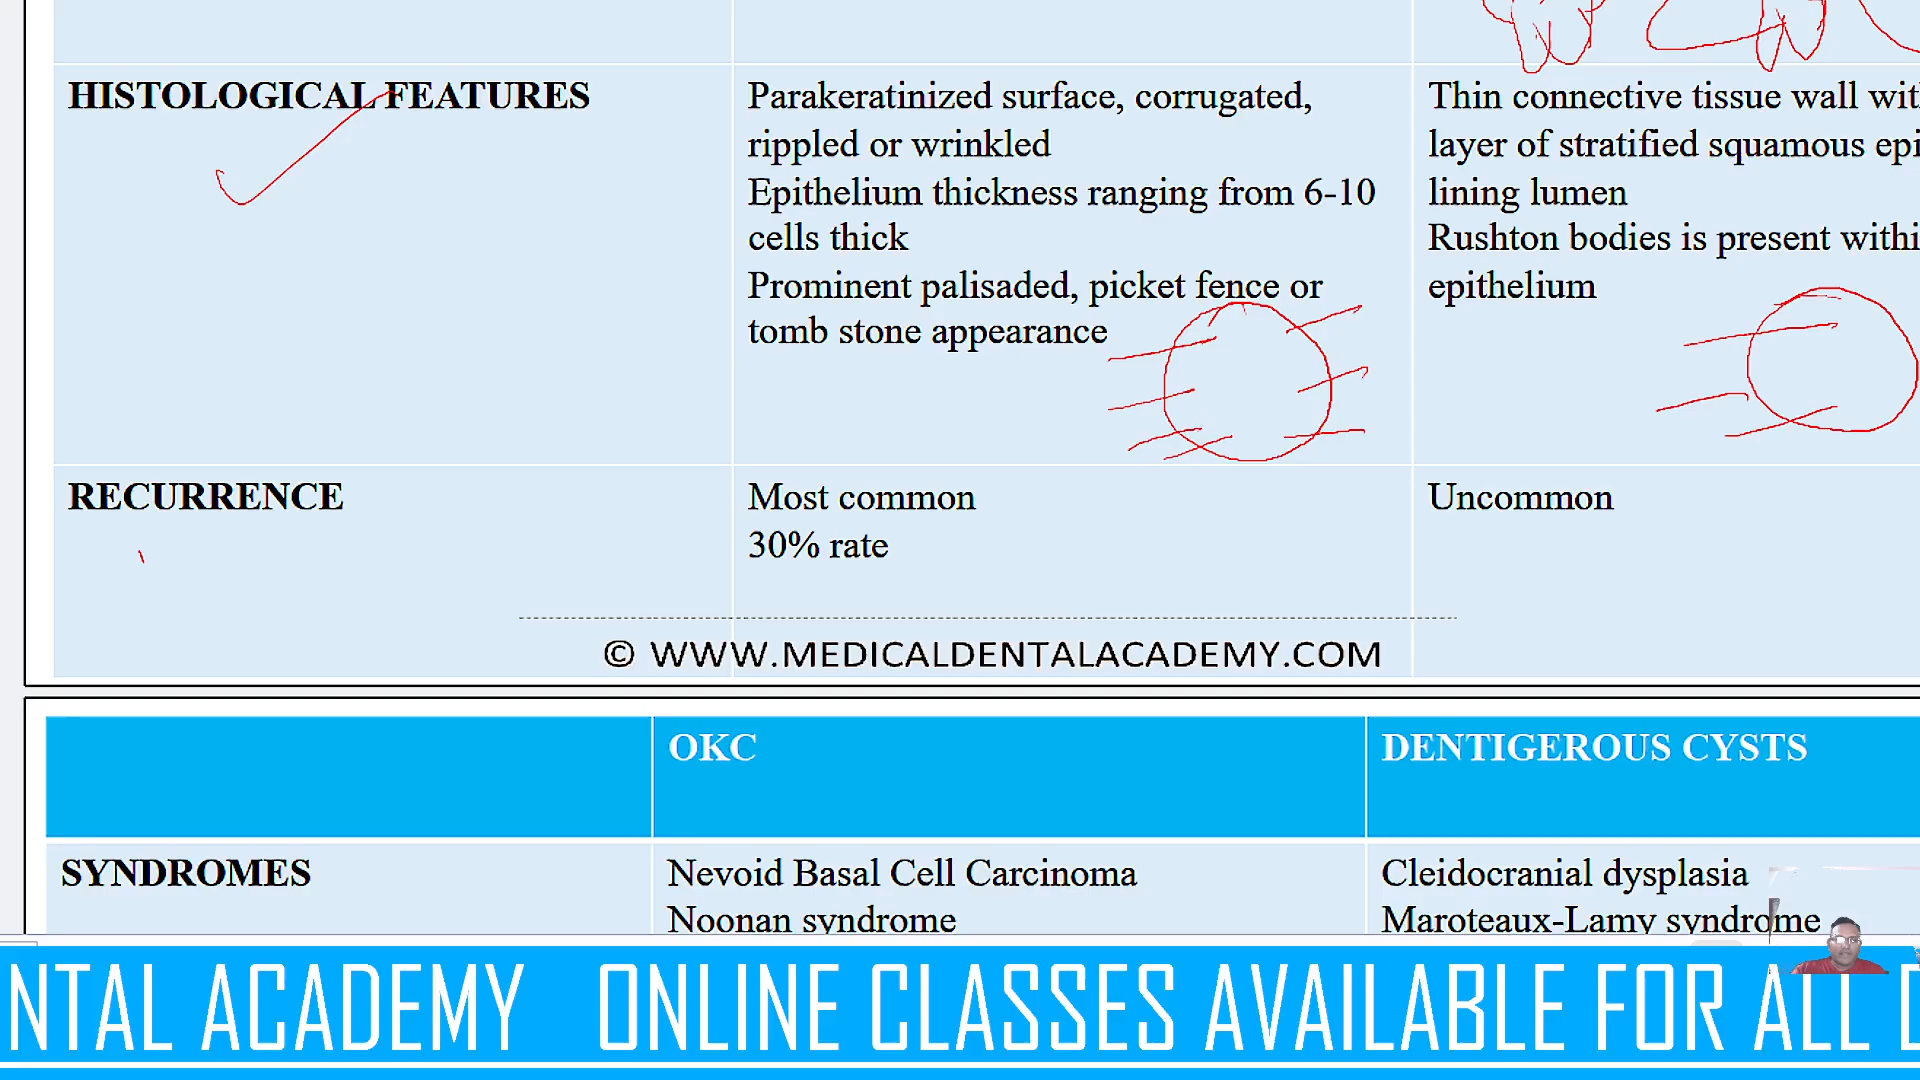 HISTOLOGICAL FEATURES
Parakeratinized surface, corrugated,
rippled or wrinkled
Epithelium thickness ranging from 6-10
cells thick
Prominent palisaded, picket fence or
tomb stone appearance
Thin connective tissue wall
layer of stratified squamous
lining lumen
Rushton bodies is present
epithelium
RECURRENCE
Most common
30% rate
Uncommon
© WWW.MEDICALDENTALACADEMY.COM
OKC
DENTIGEROUS CYSTS
SYNDROMES
Nevoid Basal Cell Carcinoma
Noonan syndrome
Cleidocranial dysplasia
Maroteaux-Lamy syndrome
NTAL ACADEMY ONLINE CLASSES AVAILABLE FOR ALL